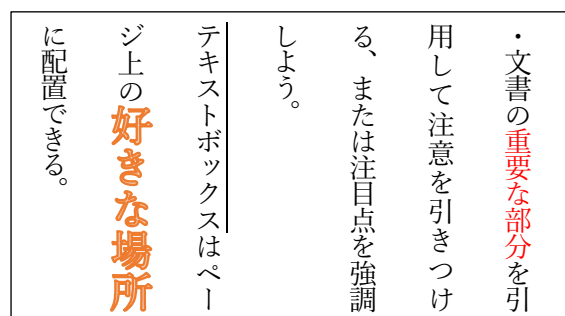 ・文書の重要な部分を引
用して注意を引きつけ
る、または注目点を強調
しよう。
テキストボックスはペー
ジ上の好きな場所
に配置できる。